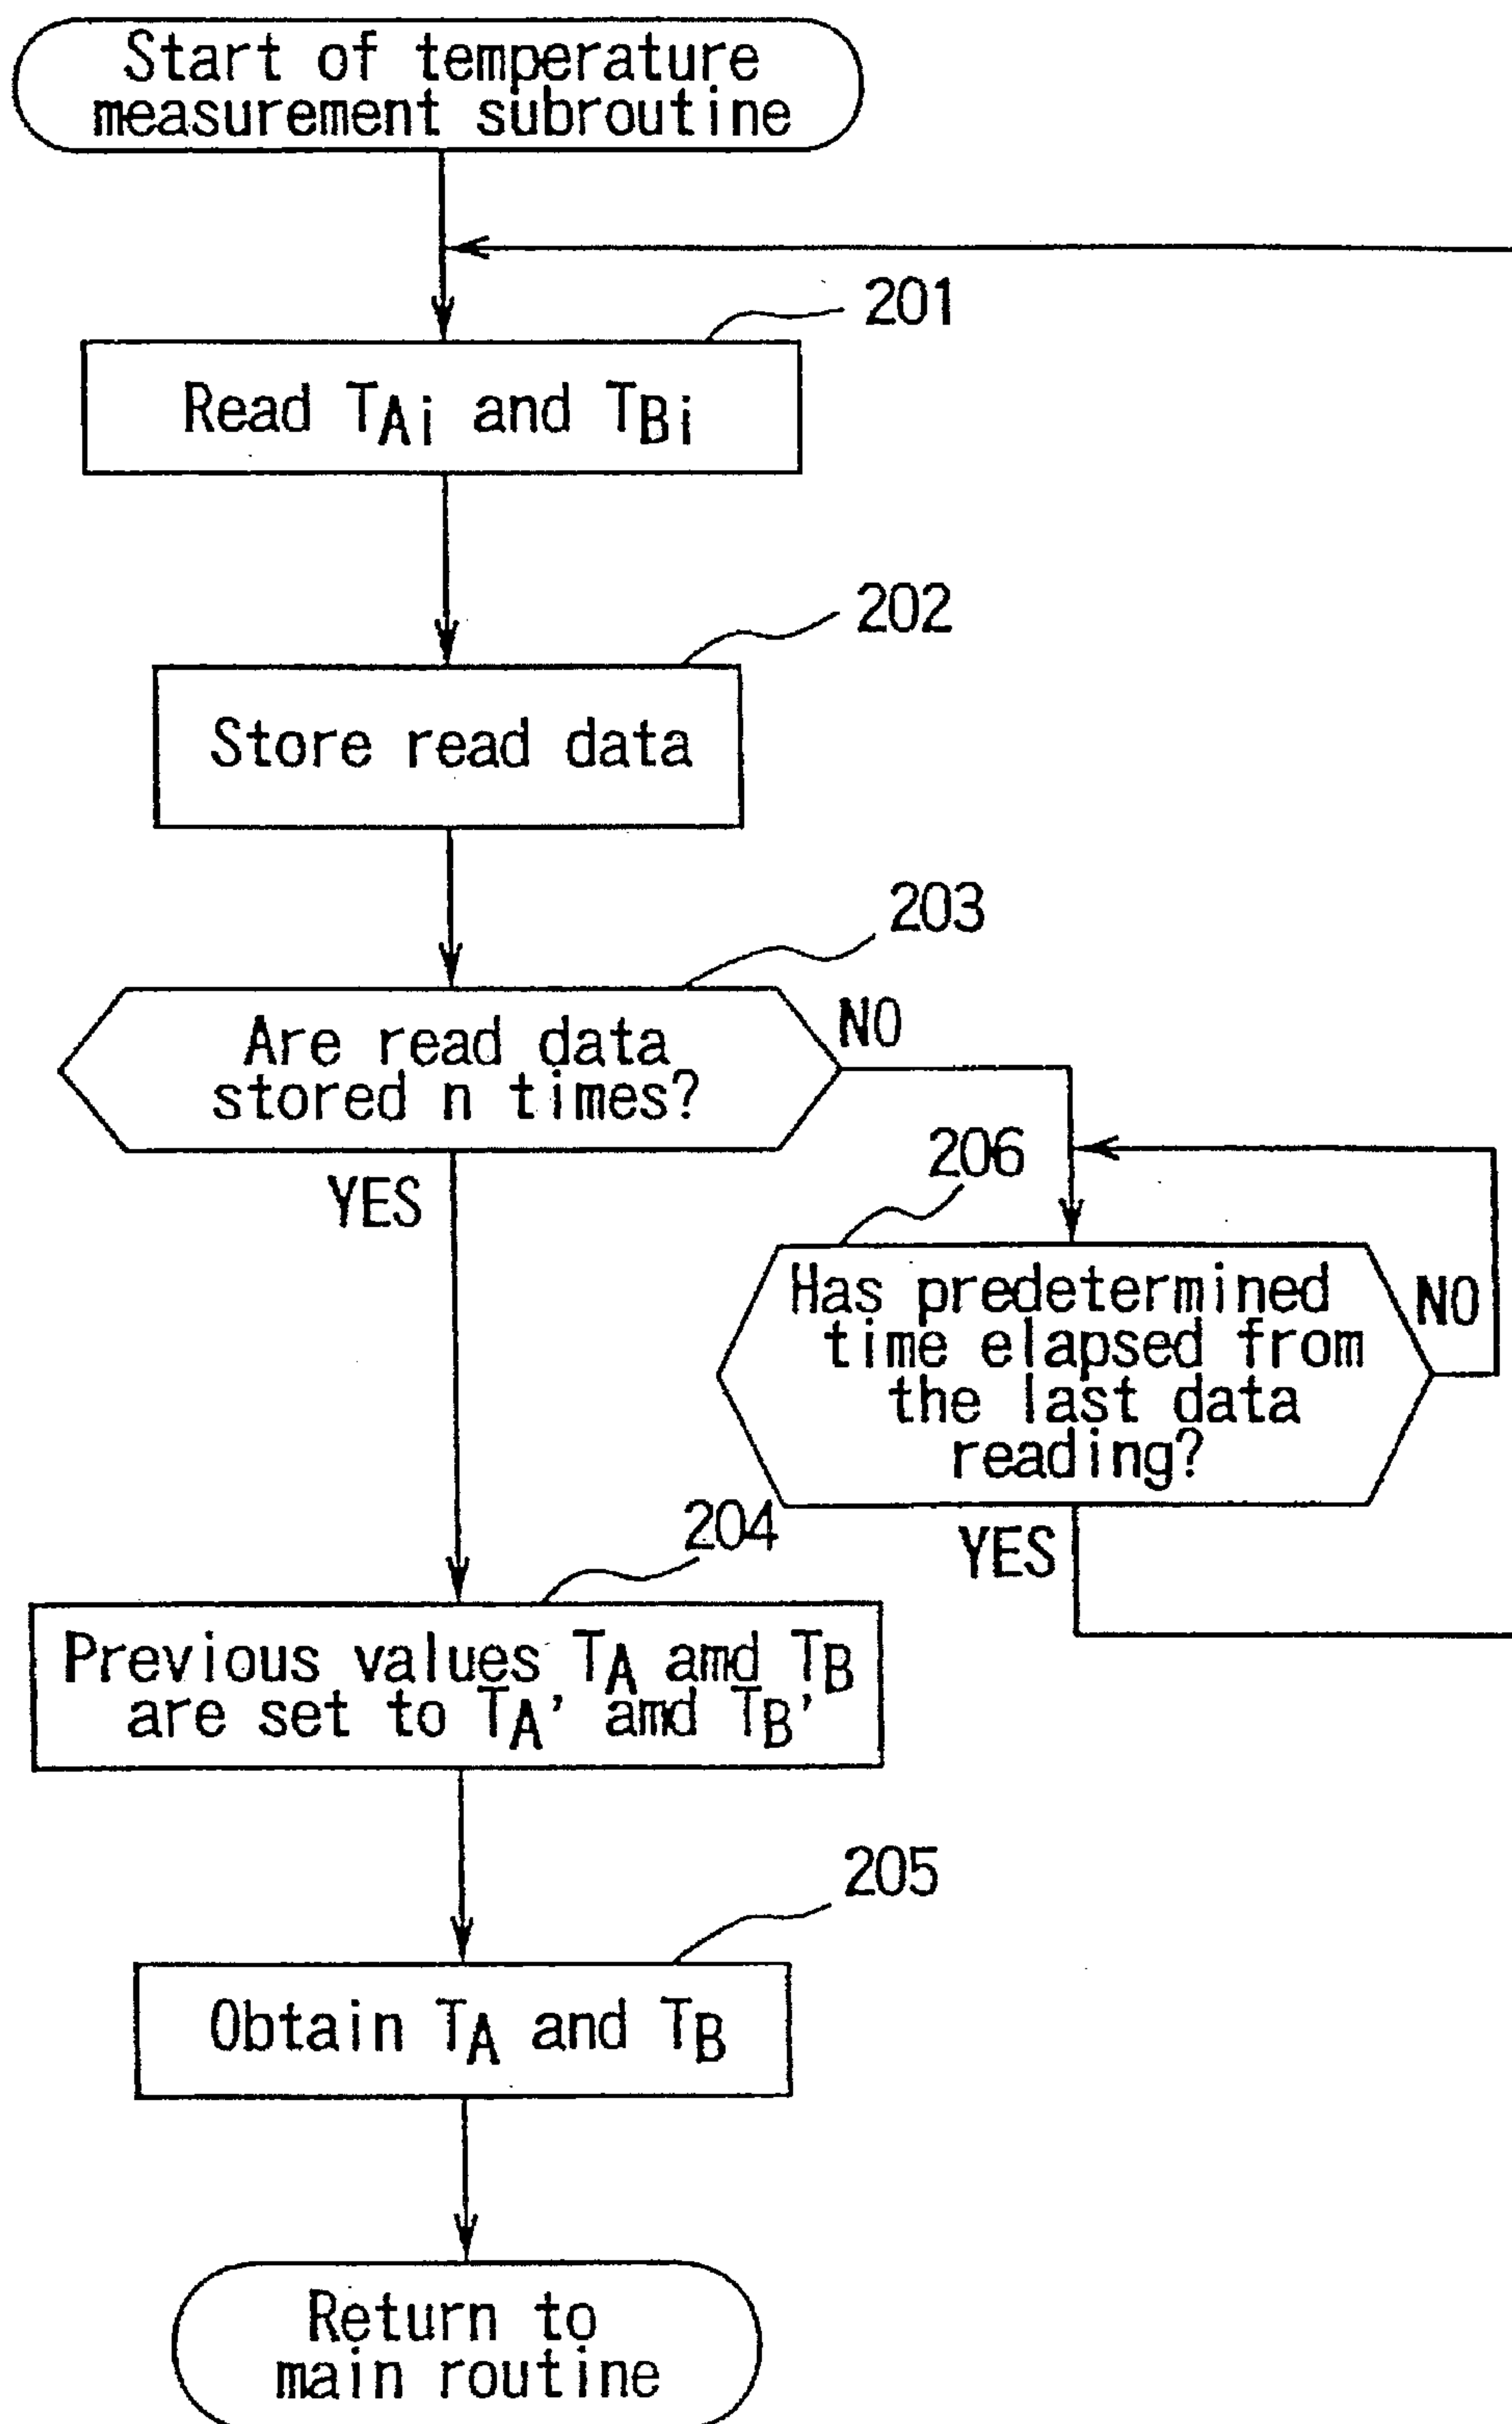 Start of temperature
measurement subroutine
201
Read TAi and TBi
202
Store read data
203
Are read data
stored n times?
NO
YES
206
Has predetermined
time elapsed from
the last data
reading?
NO
YES
204
Previous values TA amd TB
are set to TA' amd TB'
205
Obtain TA and TB
Return to
main routine